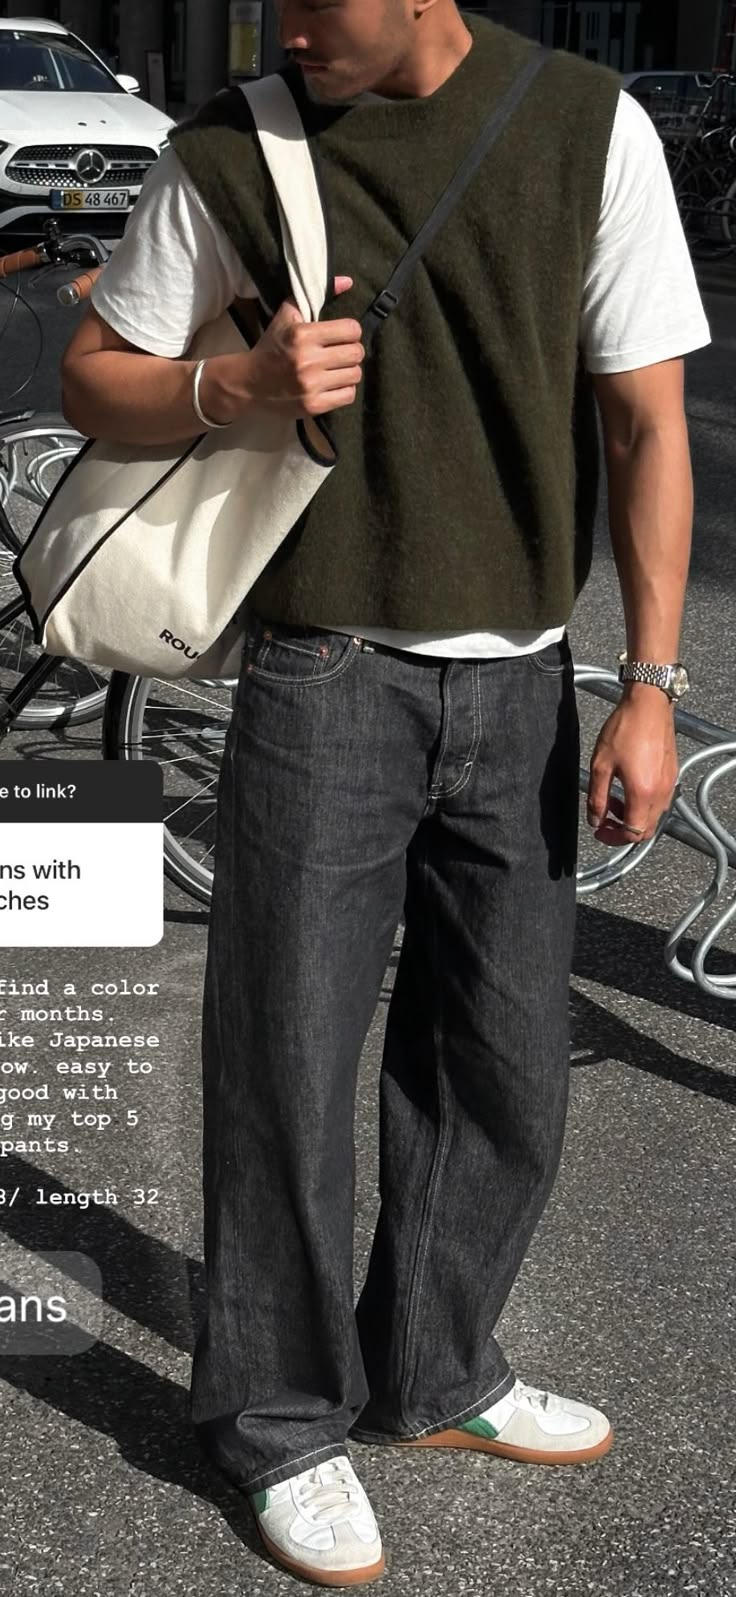 DS 48 467
ROU
e to link?
ns with
ches
find a color
r months.
ike Japanese
ow. easy to
good with
g my top 5
pants.
3/ length 32
ans